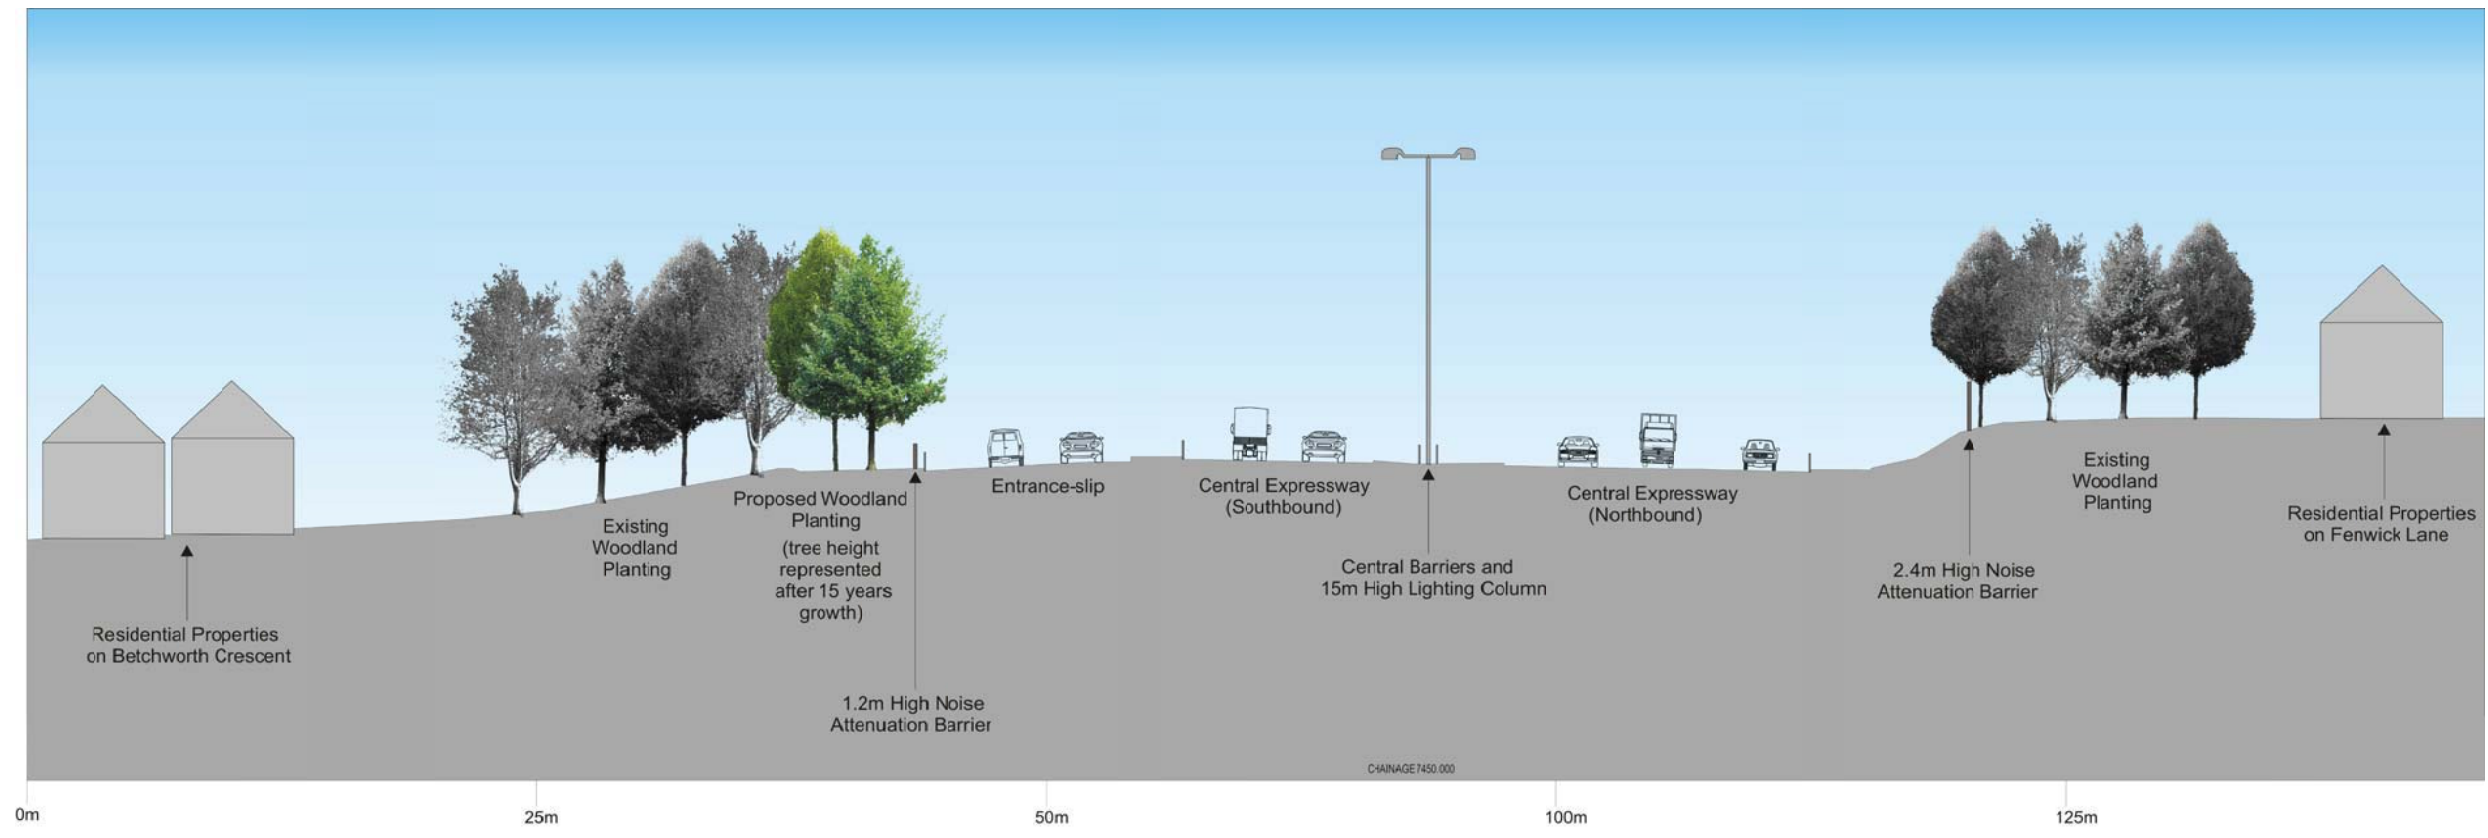 Existing
Woodland
Planting
Proposed Woodland
Planting
(tree height
represented
after 15 years
growth)
Entrance-slip
Central Expressway
(Southbound)
Central Expressway
(Northbound)
Existing
Woodland
Planting
Residential Properties
on Fenwick Lane
Central Barriers and
15m High Lighting Column
2.4m High Noise
Attenuation Barrier
Residential Properties
on Betchworth Crescent
1.2m High Noise
Attenuation Barrier
CHAINAGE 7450.000
0m
25m
50m
100m
125m